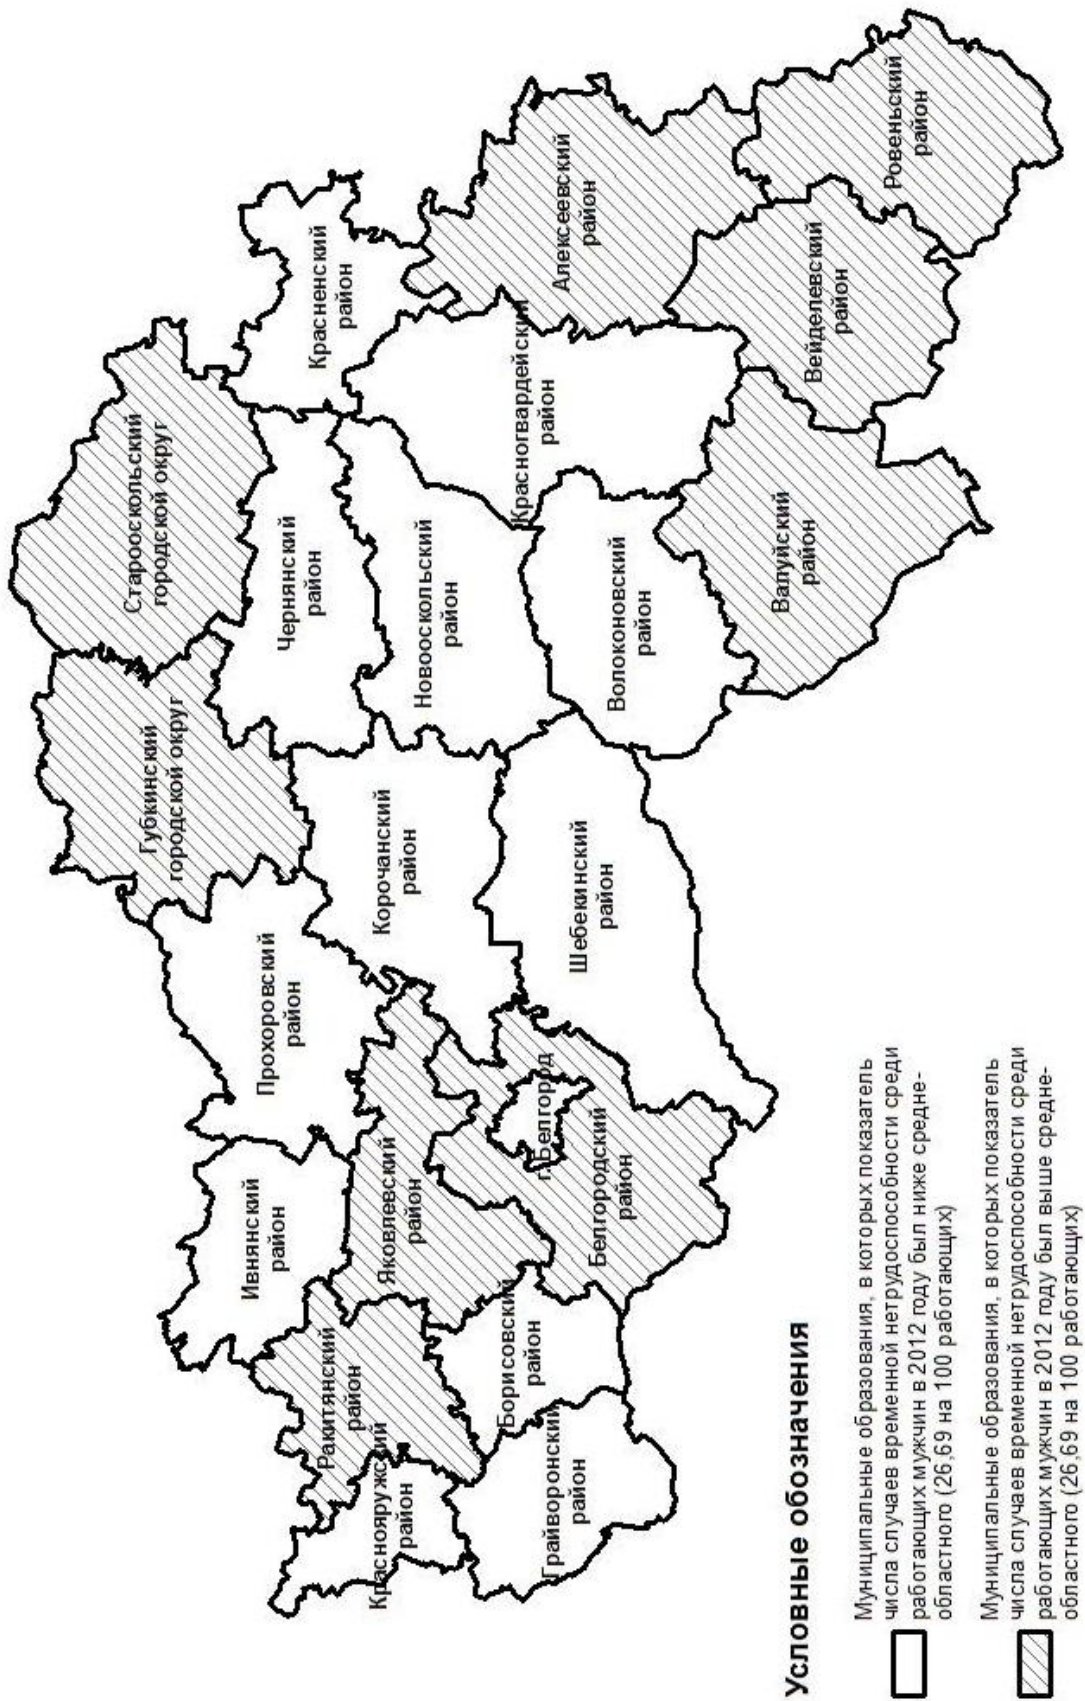 Старооскольский
городской округ
Губкинский
городской округ
Красненский
район
Чернянский
район
Прохоровский
район
Ивнянский
район
Алексеевский
район
Красногвардейский
район
Новооскольский
район
Корочанский
район
Яковлевский
район
Ракитянский
район
Краснояружский
район
Волоконовский
район
Шебекинский
район
г.Белгород
Белгородский
район
Борисовский
район
Грайворонский
район
Ровеньский
район
Вейделевский
район
Валуйский
район
Условные обозначения
Муниципальные образования, в которых показатель
числа случаев временной нетрудоспособности среди
работающих мужчин в 2012 году был ниже средне-
областного (26,69 на 100 работающих)
Муниципальные образования, в которых показатель
числа случаев временной нетрудоспособности среди
работающих мужчин в 2012 году был выше средне-
областного (26,69 на 100 работающих)